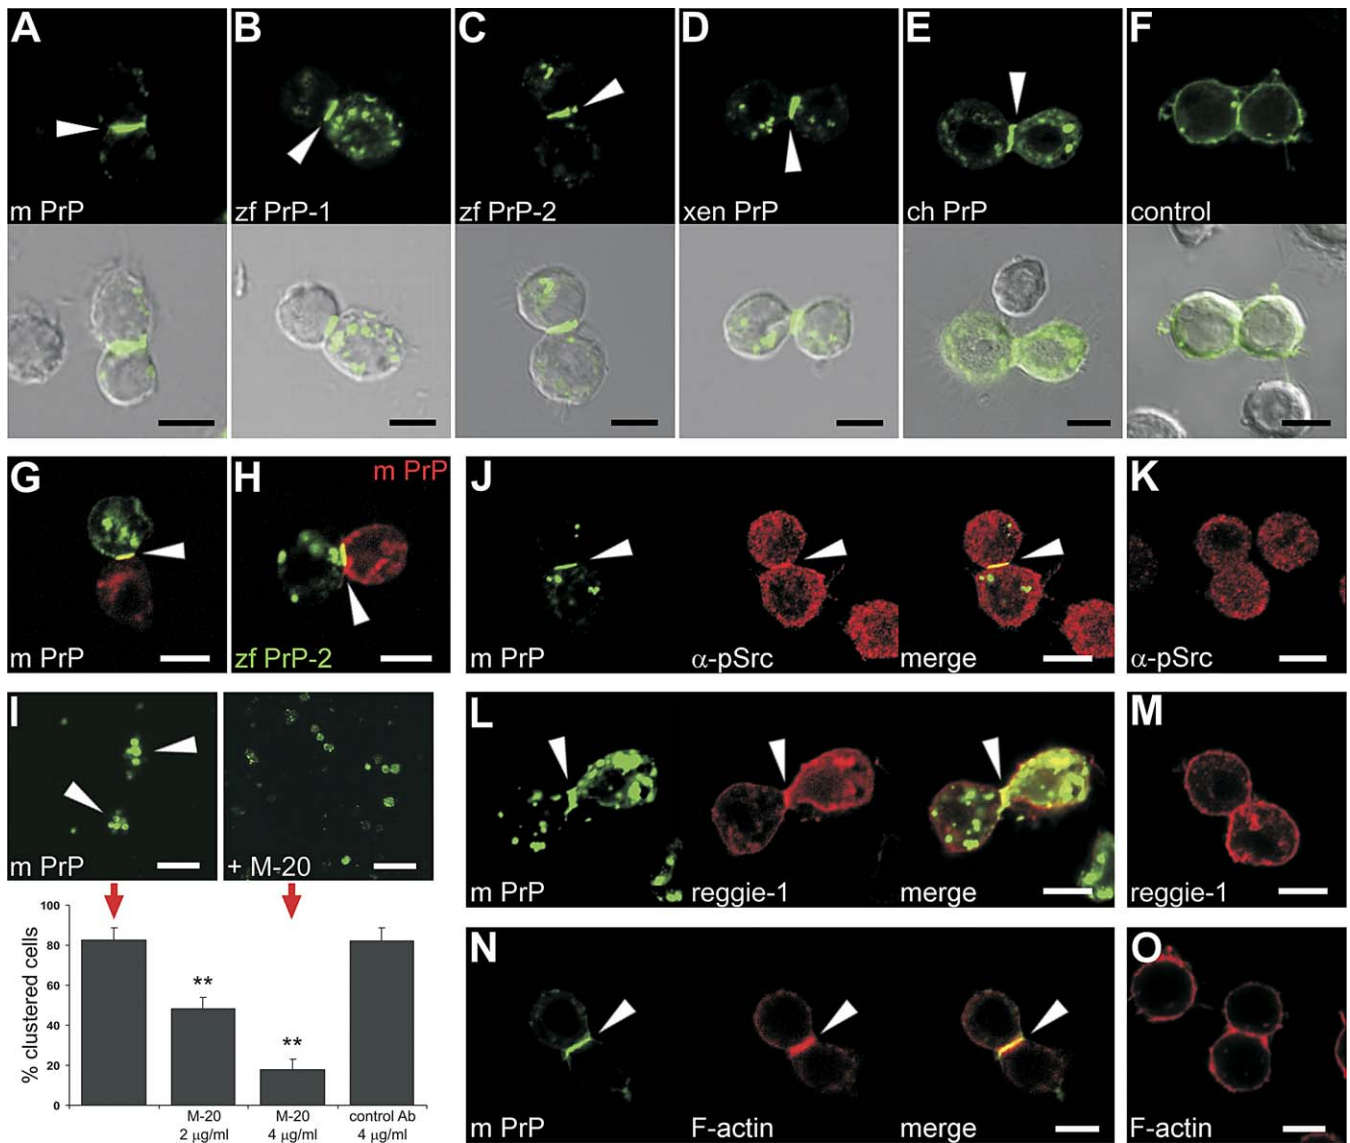 A
B
C
D
E
F
m PrP
zf PrP-1
zf PrP-2
xen PrP
ch PrP
control
G
H
m PrP
J
K
m PrP
zf PrP-2
m PrP
α-pSrc
merge
α-pSrc
I
L
M
m PrP
+ M-20
m PrP
reggie-1
merge
reggie-1
% clustered cells
100
80
60
40
20
0
**
**
M-20
2 μg/ml
M-20
4 μg/ml
control Ab
4 μg/ml
N
O
m PrP
F-actin
merge
F-actin